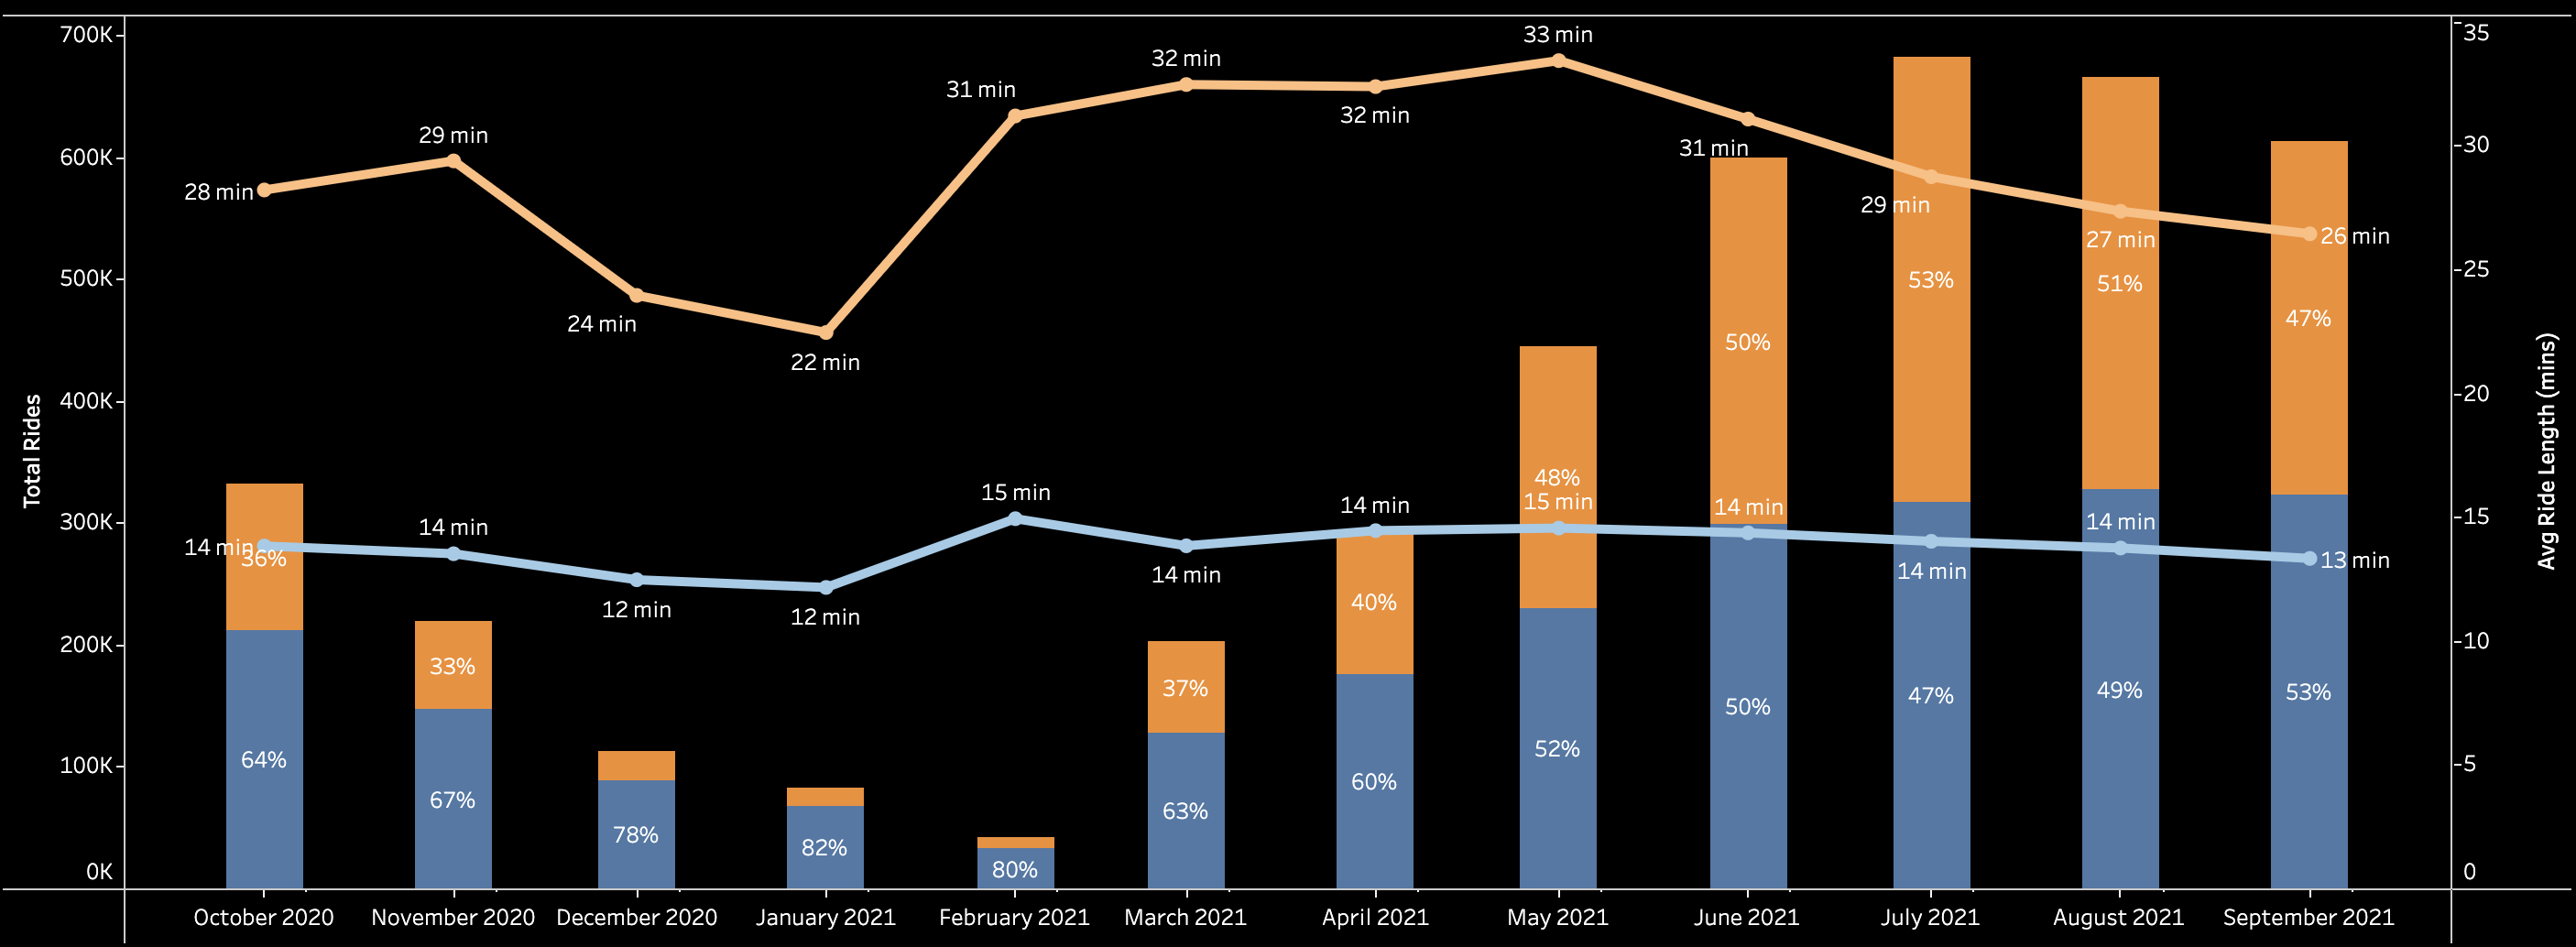 700K
600K
500K
400K
300K
200K
100K
0K
Total Rides
28 min
29 min
24 min
22 min
31 min
32 min
32 min
33 min
31 min
29 min
27 min
26 min
14 min
14 min
12 min
12 min
15 min
14 min
14 min
15 min
14 min
14 min
14 min
13 min
36%
33%
37%
40%
48%
50%
53%
51%
47%
64%
67%
78%
82%
80%
63%
60%
52%
50%
47%
49%
53%
35
30
25
20
15
10
5
0
Avg Ride Length (mins)
October 2020
November 2020
December 2020
January 2021
February 2021
March 2021
April 2021
May 2021
June 2021
July 2021
August 2021
September 2021